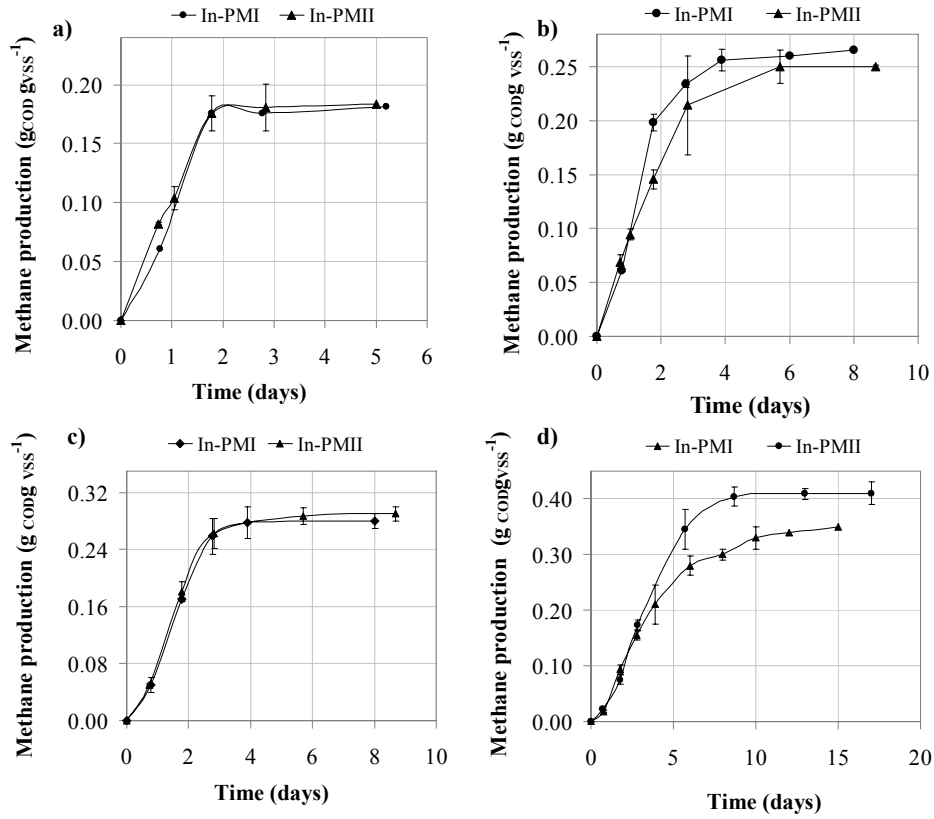 a)
In-PMI In-PMII
Methane production (gCOD gVSS-1)
0.20
0.15
0.10
0.05
0.00
0 1 2 3 4 5 6
Time (days)
b)
In-PMI In-PMII
Methane production (g CODg VSS-1)
0.25
0.20
0.15
0.10
0.05
0.00
0 2 4 6 8 10
Time (days)
c)
In-PMI In-PMII
Methane production (g CODg VSS-1)
0.32
0.24
0.16
0.08
0.00
0 2 4 6 8 10
Time (days)
d)
In-PMI In-PMII
Methane production (g CODgVSS-1)
0.40
0.30
0.20
0.10
0.00
0 5 10 15 20
Time (days)